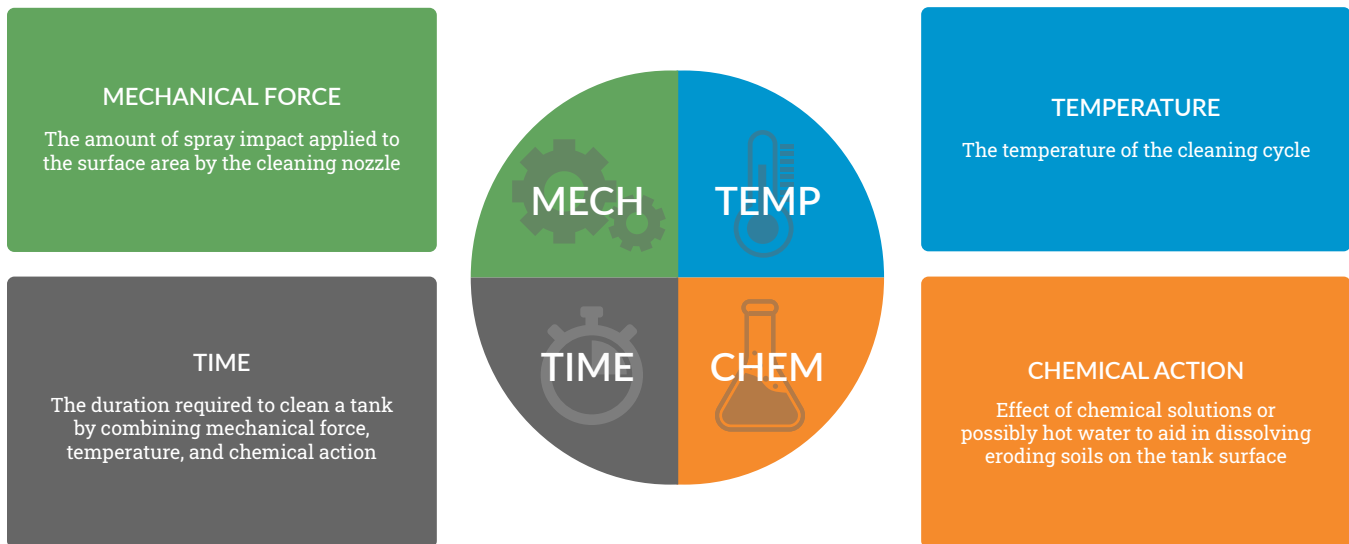 MECHANICAL FORCE
The amount of spray impact applied to
the surface area by the cleaning nozzle
TEMPERATURE
The temperature of the cleaning cycle
MECH
TEMP
TIME
CHEM
TIME
The duration required to clean a tank
by combining mechanical force,
temperature, and chemical action
CHEMICAL ACTION
Effect of chemical solutions or
possibly hot water to aid in dissolving
eroding soils on the tank surface